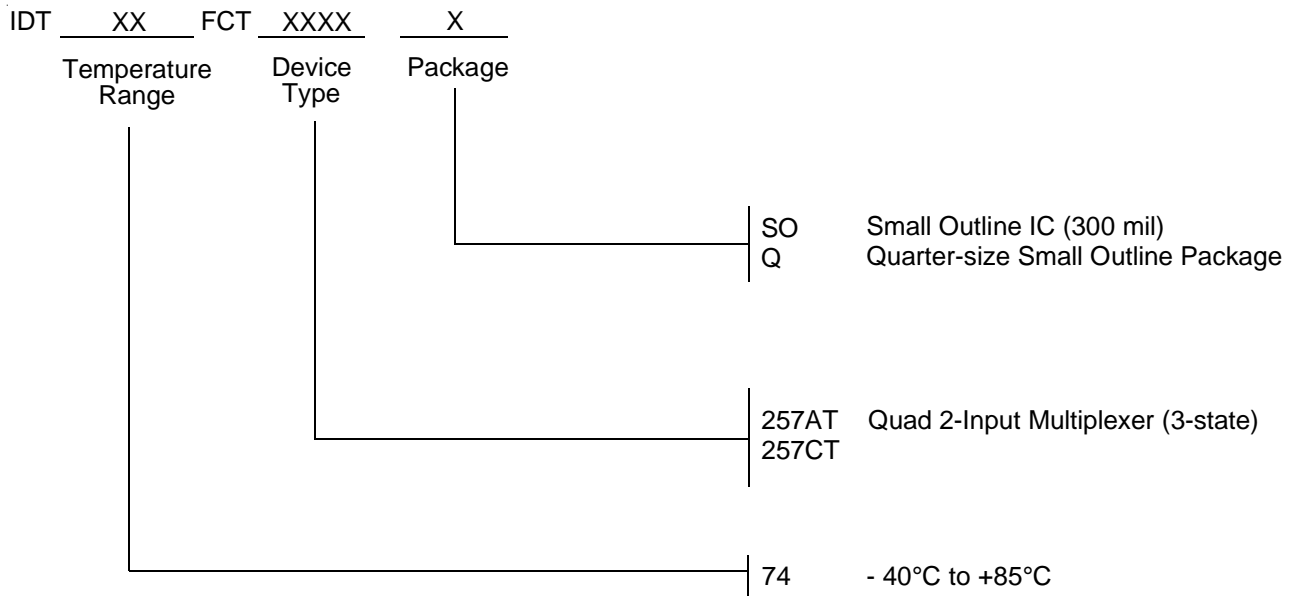 IDT XX FCT XXXX X
Temperature Range
Device Type
Package
SO Small Outline IC (300 mil)
Q Quarter-size Small Outline Package
257AT Quad 2-Input Multiplexer (3-state)
257CT
74 - 40°C to +85°C